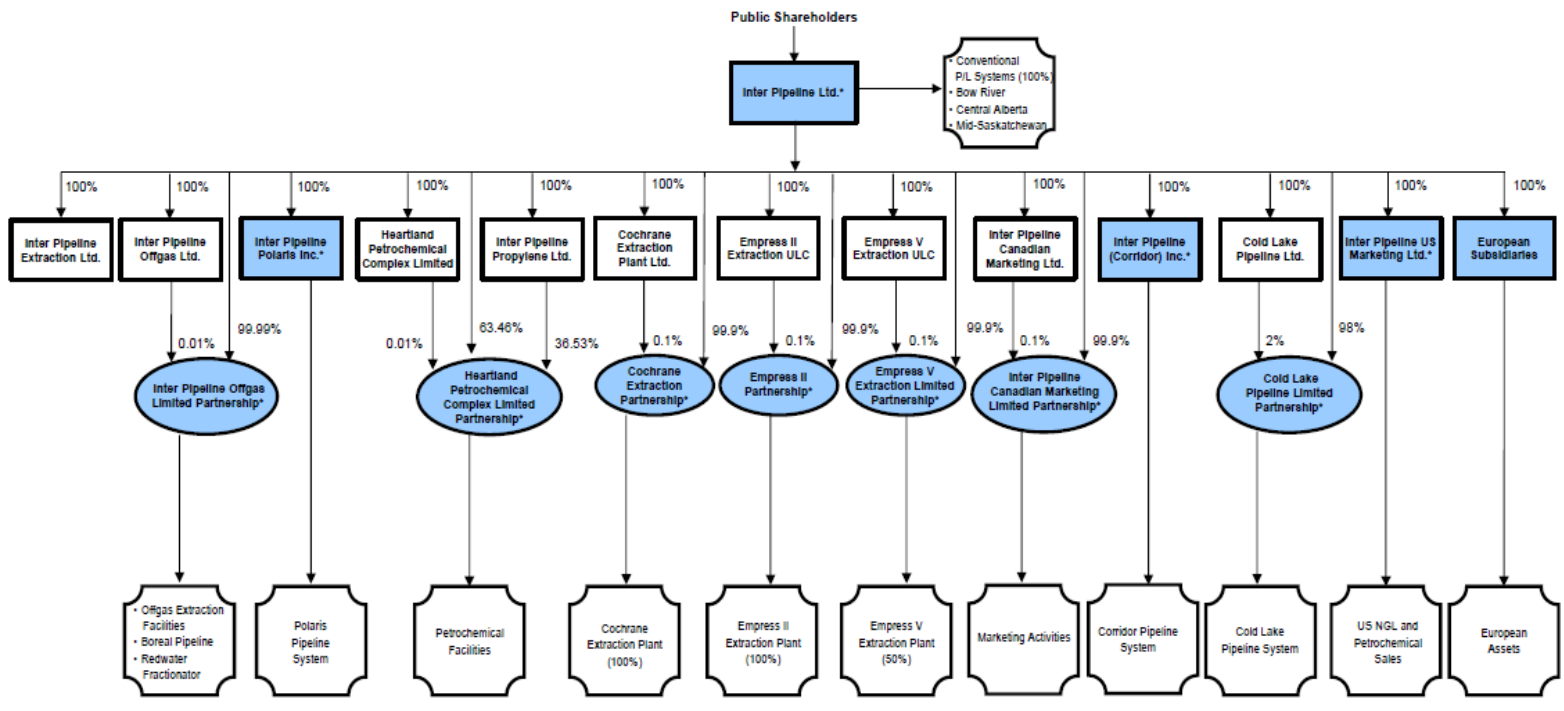 Public Shareholders
Inter Pipeline Ltd.*
• Conventional
P/L Systems (100%)
• Bow River
• Central Alberta
• Mid-Saskatchewan
100%
100%
100%
100%
100%
100%
100%
100%
100%
100%
100%
100%
100%
Inter Pipeline
Extraction Ltd.
Inter Pipeline
Offgas Ltd.
Inter Pipeline
Polaris Inc.*
Heartland
Petrochemical
Complex Limited
Inter Pipeline
Propylene Ltd.
Cochrane
Extraction
Plant Ltd.
Empress II
Extraction ULC
Empress V
Extraction ULC
Inter Pipeline
Canadian
Marketing Ltd.
Inter Pipeline
(Corridor) Inc.*
Cold Lake
Pipeline Ltd.
Inter Pipeline US
Marketing Ltd.*
European
Subsidiaries
0.01%
99.99%
0.01%
63.46%
36.53%
0.1%
99.9%
0.1%
99.9%
0.1%
99.9%
0.1%
99.9%
2%
98%
Inter Pipeline Offgas
Limited Partnership*
Heartland
Petrochemical
Complex Limited
Partnership*
Cochrane
Extraction
Partnership*
Empress II
Partnership*
Empress V
Extraction Limited
Partnership*
Inter Pipeline
Canadian Marketing
Limited Partnership*
Cold Lake
Pipeline Limited
Partnership*
• Offgas Extraction
Facilities
• Boreal Pipeline
• Redwater
Fractionator
Polaris
Pipeline
System
Petrochemical
Facilities
Cochrane
Extraction Plant
(100%)
Empress II
Extraction Plant
(100%)
Empress V
Extraction Plant
(50%)
Marketing Activities
Corridor Pipeline
System
Cold Lake
Pipeline System
US NGL and
Petrochemical
Sales
European
Assets